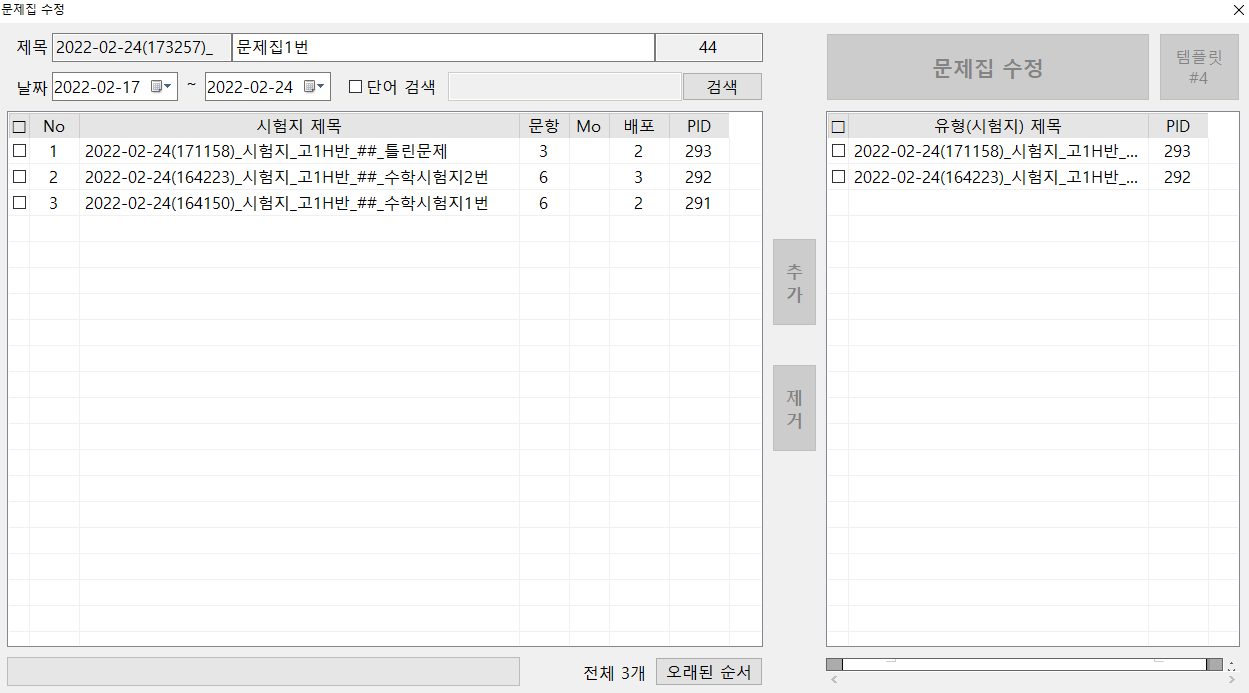 문제집 수정
제목 2022-02-24(173257)_ 문제집1번 44
날짜 2022-02-17 ~ 2022-02-24 단어 검색 검색
문제집 수정
템플릿
#4
No 시험지 제목 문항 Mo 배포 PID
1 2022-02-24(171158)_시험지_고1H반_##_틀린문제 3 2 293
2 2022-02-24(164223)_시험지_고1H반_##_수학시험지2번 6 3 292
3 2022-02-24(164150)_시험지_고1H반_##_수학시험지1번 6 2 291
추
가
제
거
유형(시험지) 제목 PID
2022-02-24(171158)_시험지_고1H반_... 293
2022-02-24(164223)_시험지_고1H반_... 292
전체 3개 오래된 순서